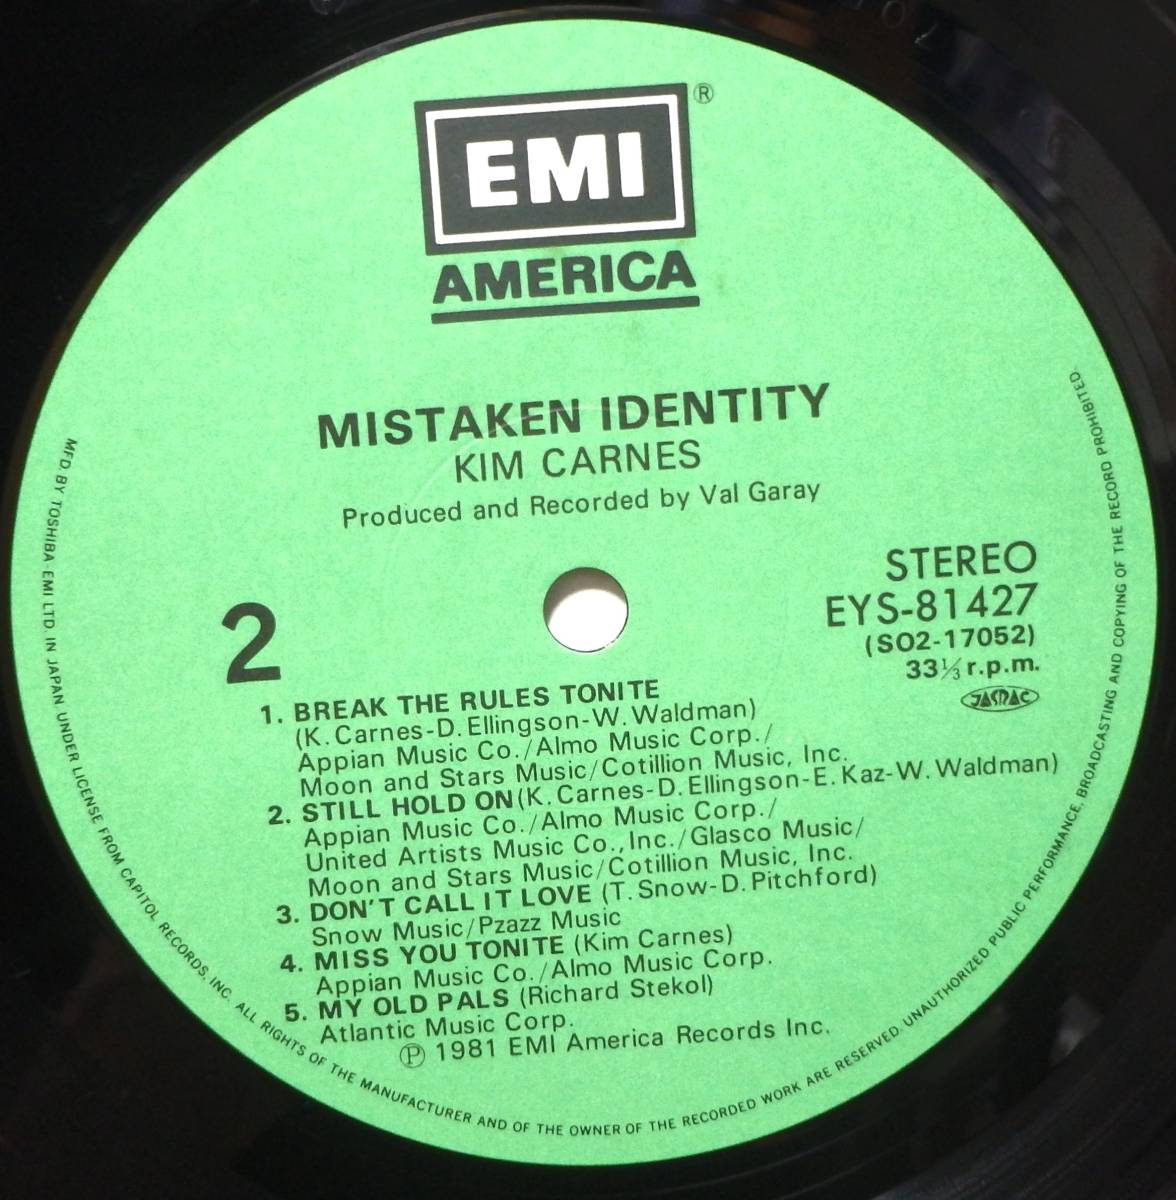 EMI ®
AMERICA
MISTAKEN IDENTITY
KIM CARNES
Produced and Recorded by Val Garay
STEREO
EYS-81427
(SO2-17052)
33⅓ r.p.m.
JASRAC
2
1. BREAK THE RULES TONITE
(K. Carnes-D. Ellingson-W. Waldman)
Appian Music Co./Almo Music Corp./
Moon and Stars Music/Cotillion Music, Inc.
2. STILL HOLD ON (K. Carnes-D. Ellingson-E. Kaz-W. Waldman)
Appian Music Co./Almo Music Corp./
United Artists Music Co., Inc./Glasco Music/
Moon and Stars Music/Cotillion Music, Inc.
3. DON'T CALL IT LOVE (T. Snow-D. Pitchford)
Snow Music/Pzazz Music
4. MISS YOU TONITE (Kim Carnes)
Appian Music Co./Almo Music Corp.
5. MY OLD PALS (Richard Stekol)
Atlantic Music Corp.
℗ 1981 EMI America Records Inc.
MFD. BY TOSHIBA-EMI LTD. IN JAPAN UNDER LICENSE FROM CAPITOL RECORDS, INC. ALL RIGHTS OF THE MANUFACTURER AND OF THE OWNER OF THE RECORDED WORK ARE RESERVED. UNAUTHORIZED PUBLIC PERFORMANCE, BROADCASTING AND COPYING OF THE RECORD PROHIBITED.